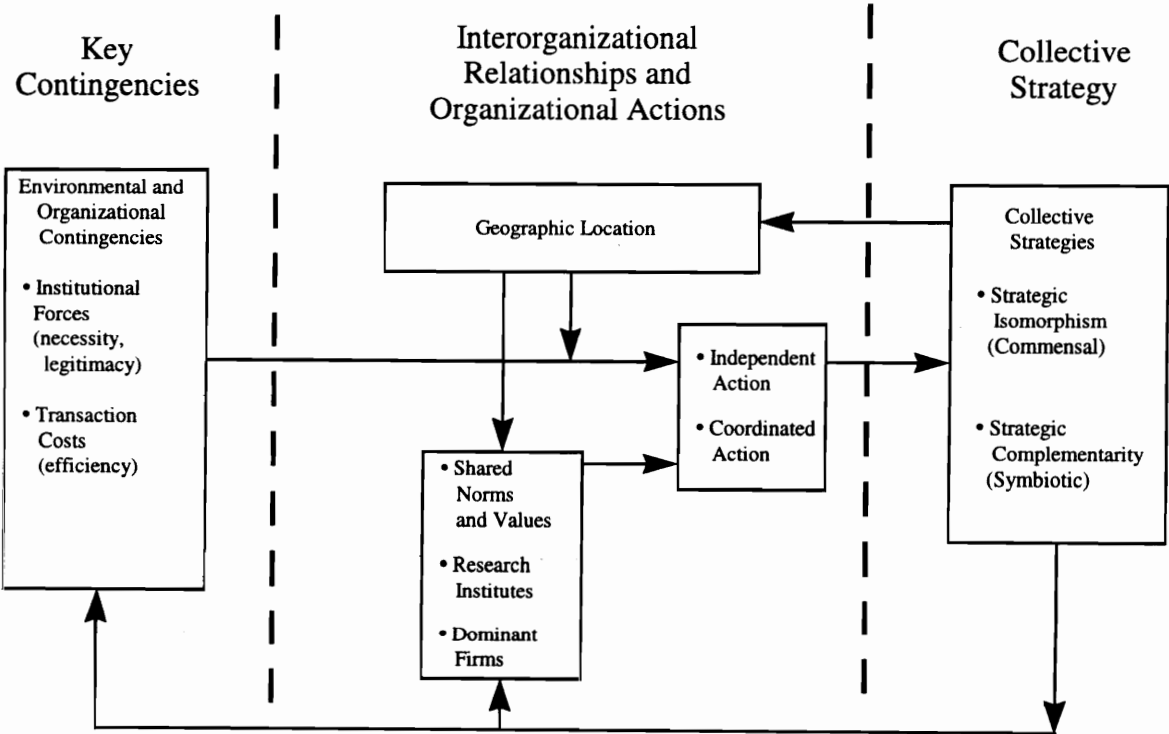 Key
Contingencies
Interorganizational
Relationships and
Organizational Actions
Collective
Strategy
Environmental and
Organizational
Contingencies
• Institutional
Forces
(necessity,
legitimacy)
• Transaction
Costs
(efficiency)
Geographic Location
• Independent
Action
• Coordinated
Action
• Shared
Norms
and Values
• Research
Institutes
• Dominant
Firms
Collective
Strategies
• Strategic
Isomorphism
(Commensal)
• Strategic
Complementarity
(Symbiotic)